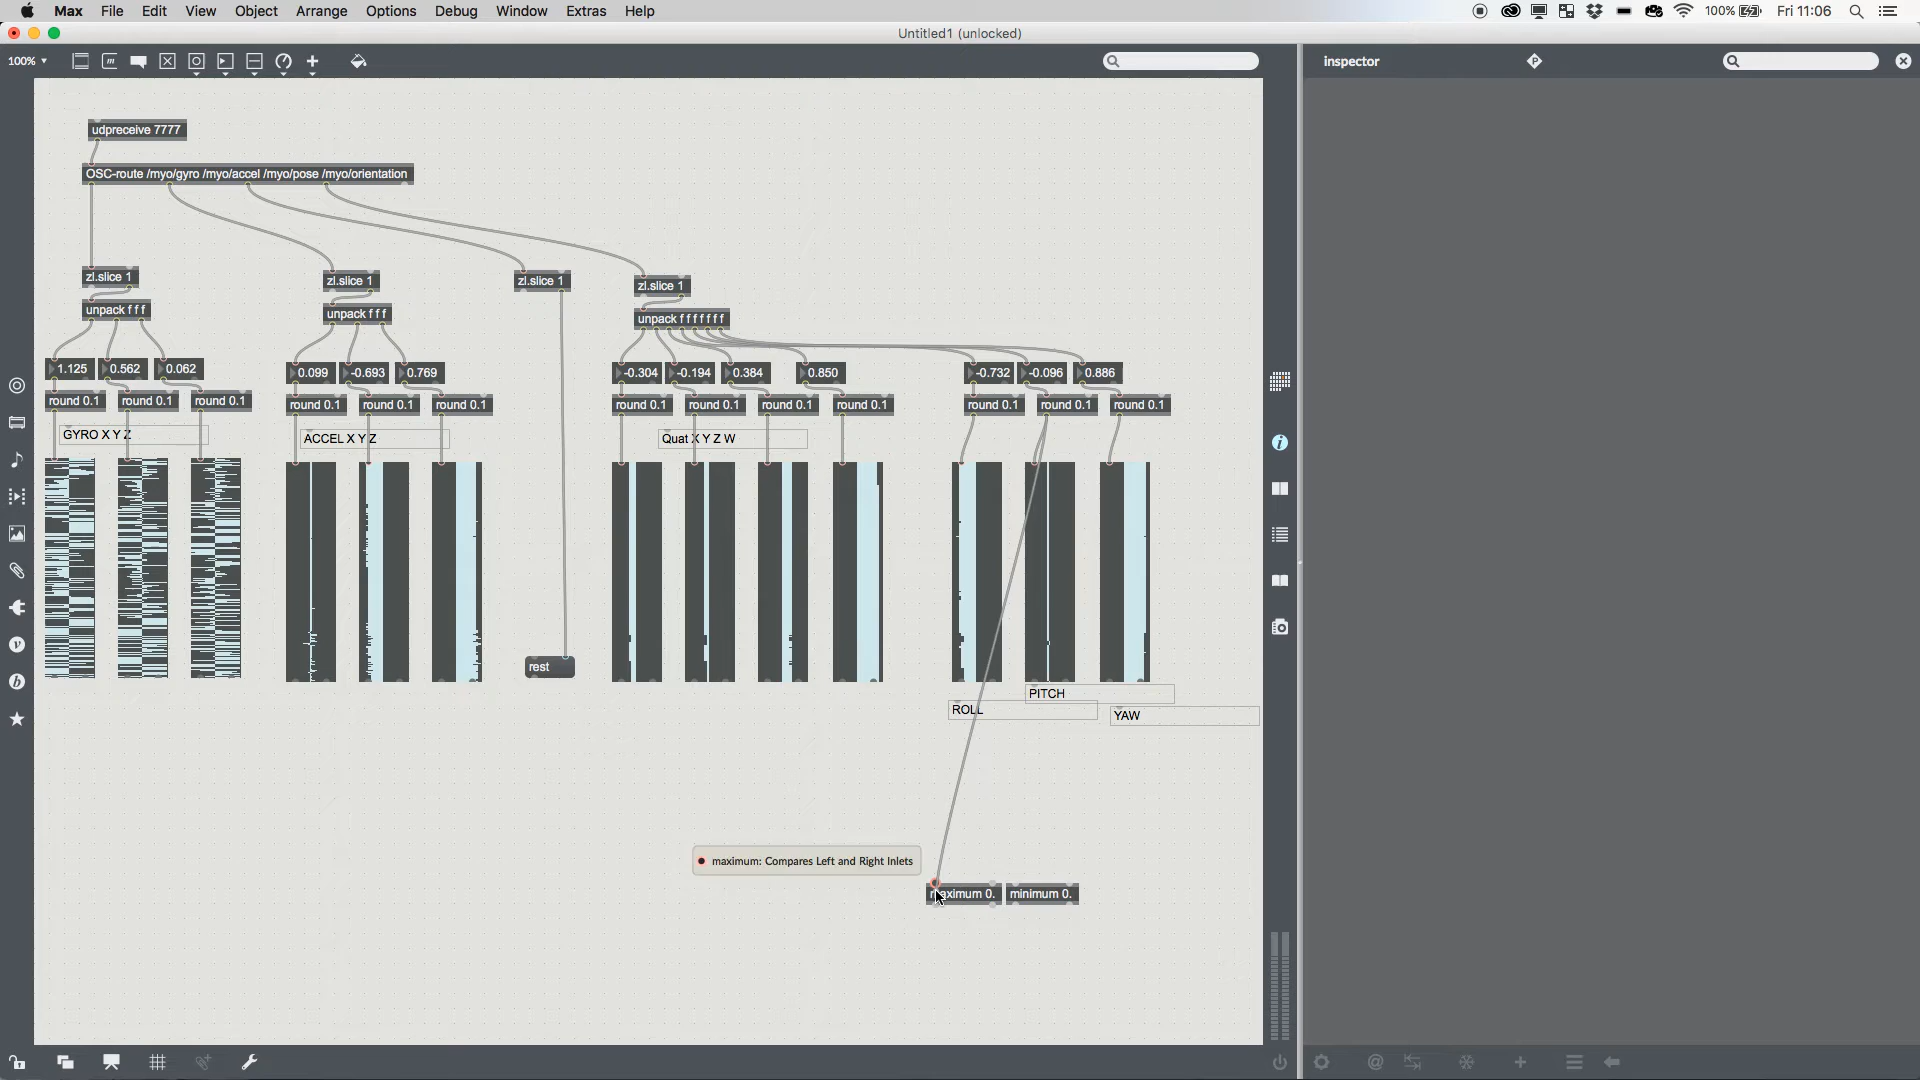 Max File Edit View Object Arrange Options Debug Window Extras Help 100% Fri 11:06
Untitled1 (unlocked)
100% inspector
udpreceive 7777
OSC-route /myo/gyro /myo/accel /myo/pose /myo/orientation
zl.slice 1 zl.slice 1 zl.slice 1 zl.slice 1
unpack f f f unpack f f f unpack f f f f f f f
1.125 0.562 0.062 0.099 -0.693 0.769 -0.304 -0.194 0.384 0.850 -0.732 -0.096 0.886
round 0.1 round 0.1 round 0.1 round 0.1 round 0.1 round 0.1 round 0.1 round 0.1 round 0.1 round 0.1 round 0.1 round 0.1 round 0.1
GYRO X Y Z ACCEL X Y Z Quat X Y Z W
rest
PITCH
ROLL
YAW
maximum: Compares Left and Right Inlets
maximum 0. minimum 0.